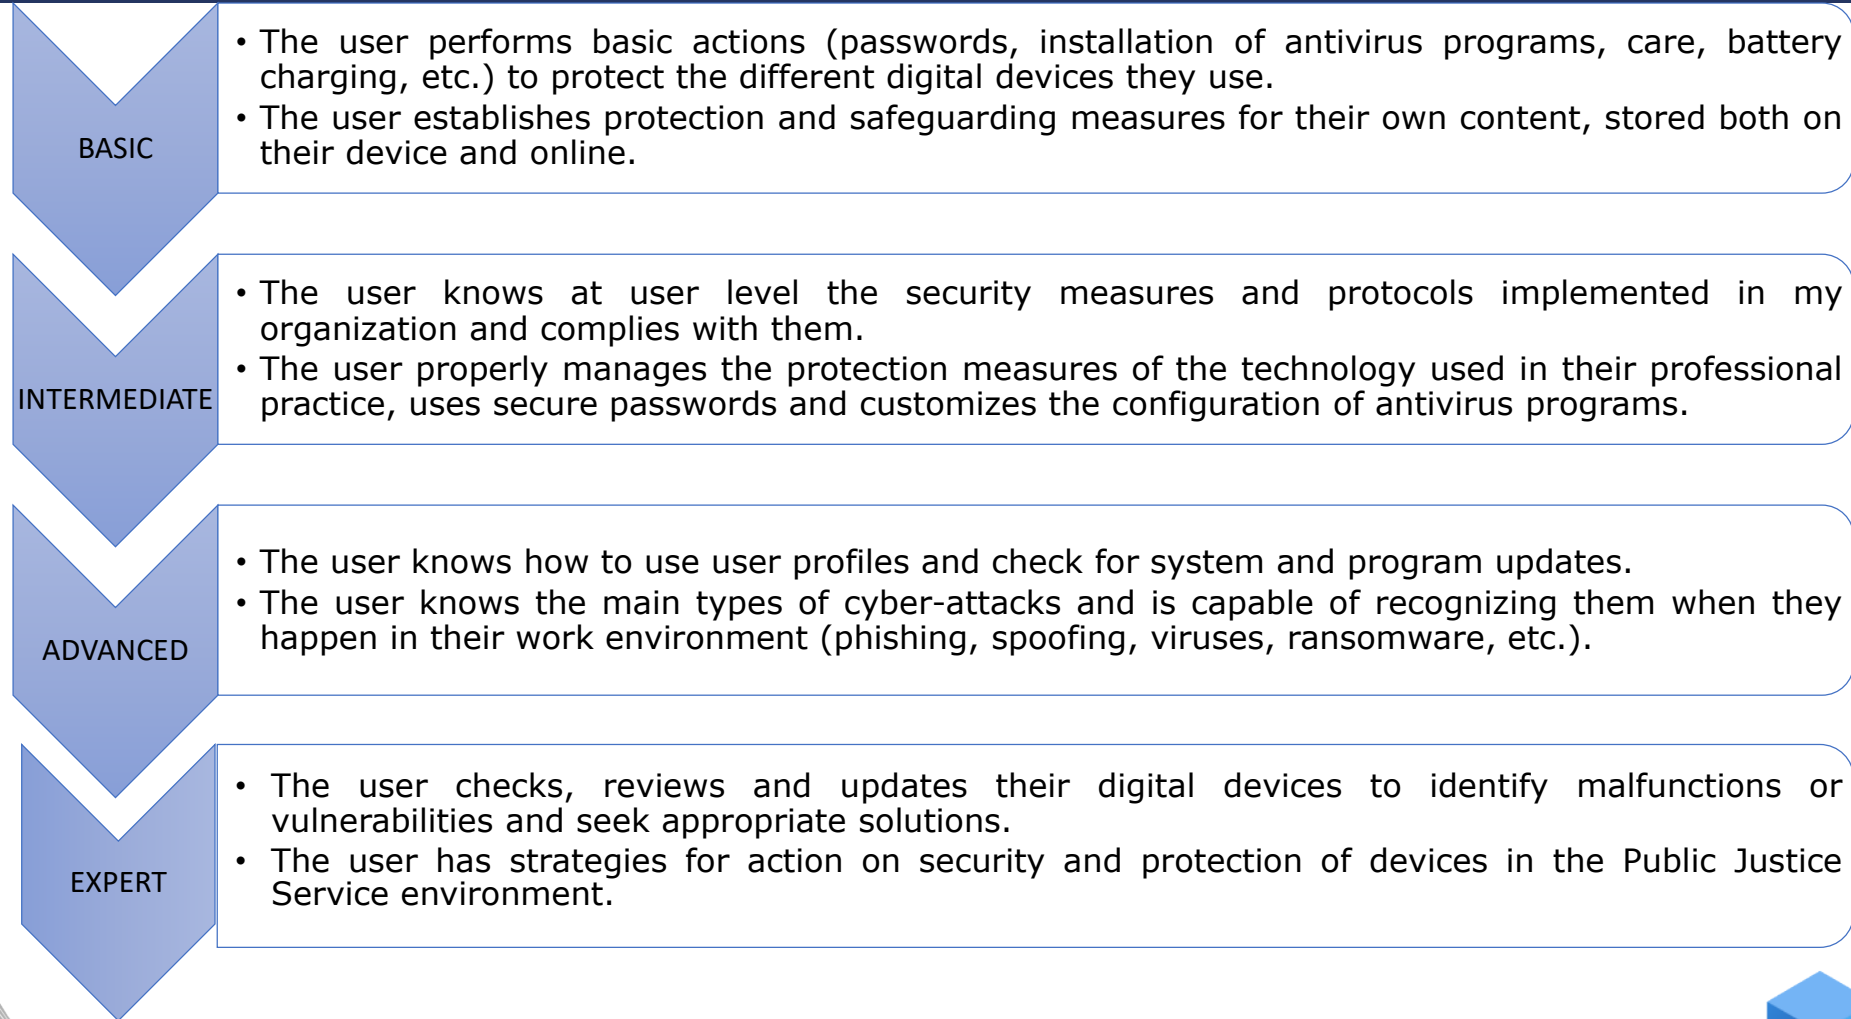 BASIC
• The user performs basic actions (passwords, installation of antivirus programs, care, battery
charging, etc.) to protect the different digital devices they use.
• The user establishes protection and safeguarding measures for their own content, stored both on
their device and online.
INTERMEDIATE
• The user knows at user level the security measures and protocols implemented in my
organization and complies with them.
• The user properly manages the protection measures of the technology used in their professional
practice, uses secure passwords and customizes the configuration of antivirus programs.
ADVANCED
• The user knows how to use user profiles and check for system and program updates.
• The user knows the main types of cyber-attacks and is capable of recognizing them when they
happen in their work environment (phishing, spoofing, viruses, ransomware, etc.).
EXPERT
• The user checks, reviews and updates their digital devices to identify malfunctions or
vulnerabilities and seek appropriate solutions.
• The user has strategies for action on security and protection of devices in the Public Justice
Service environment.